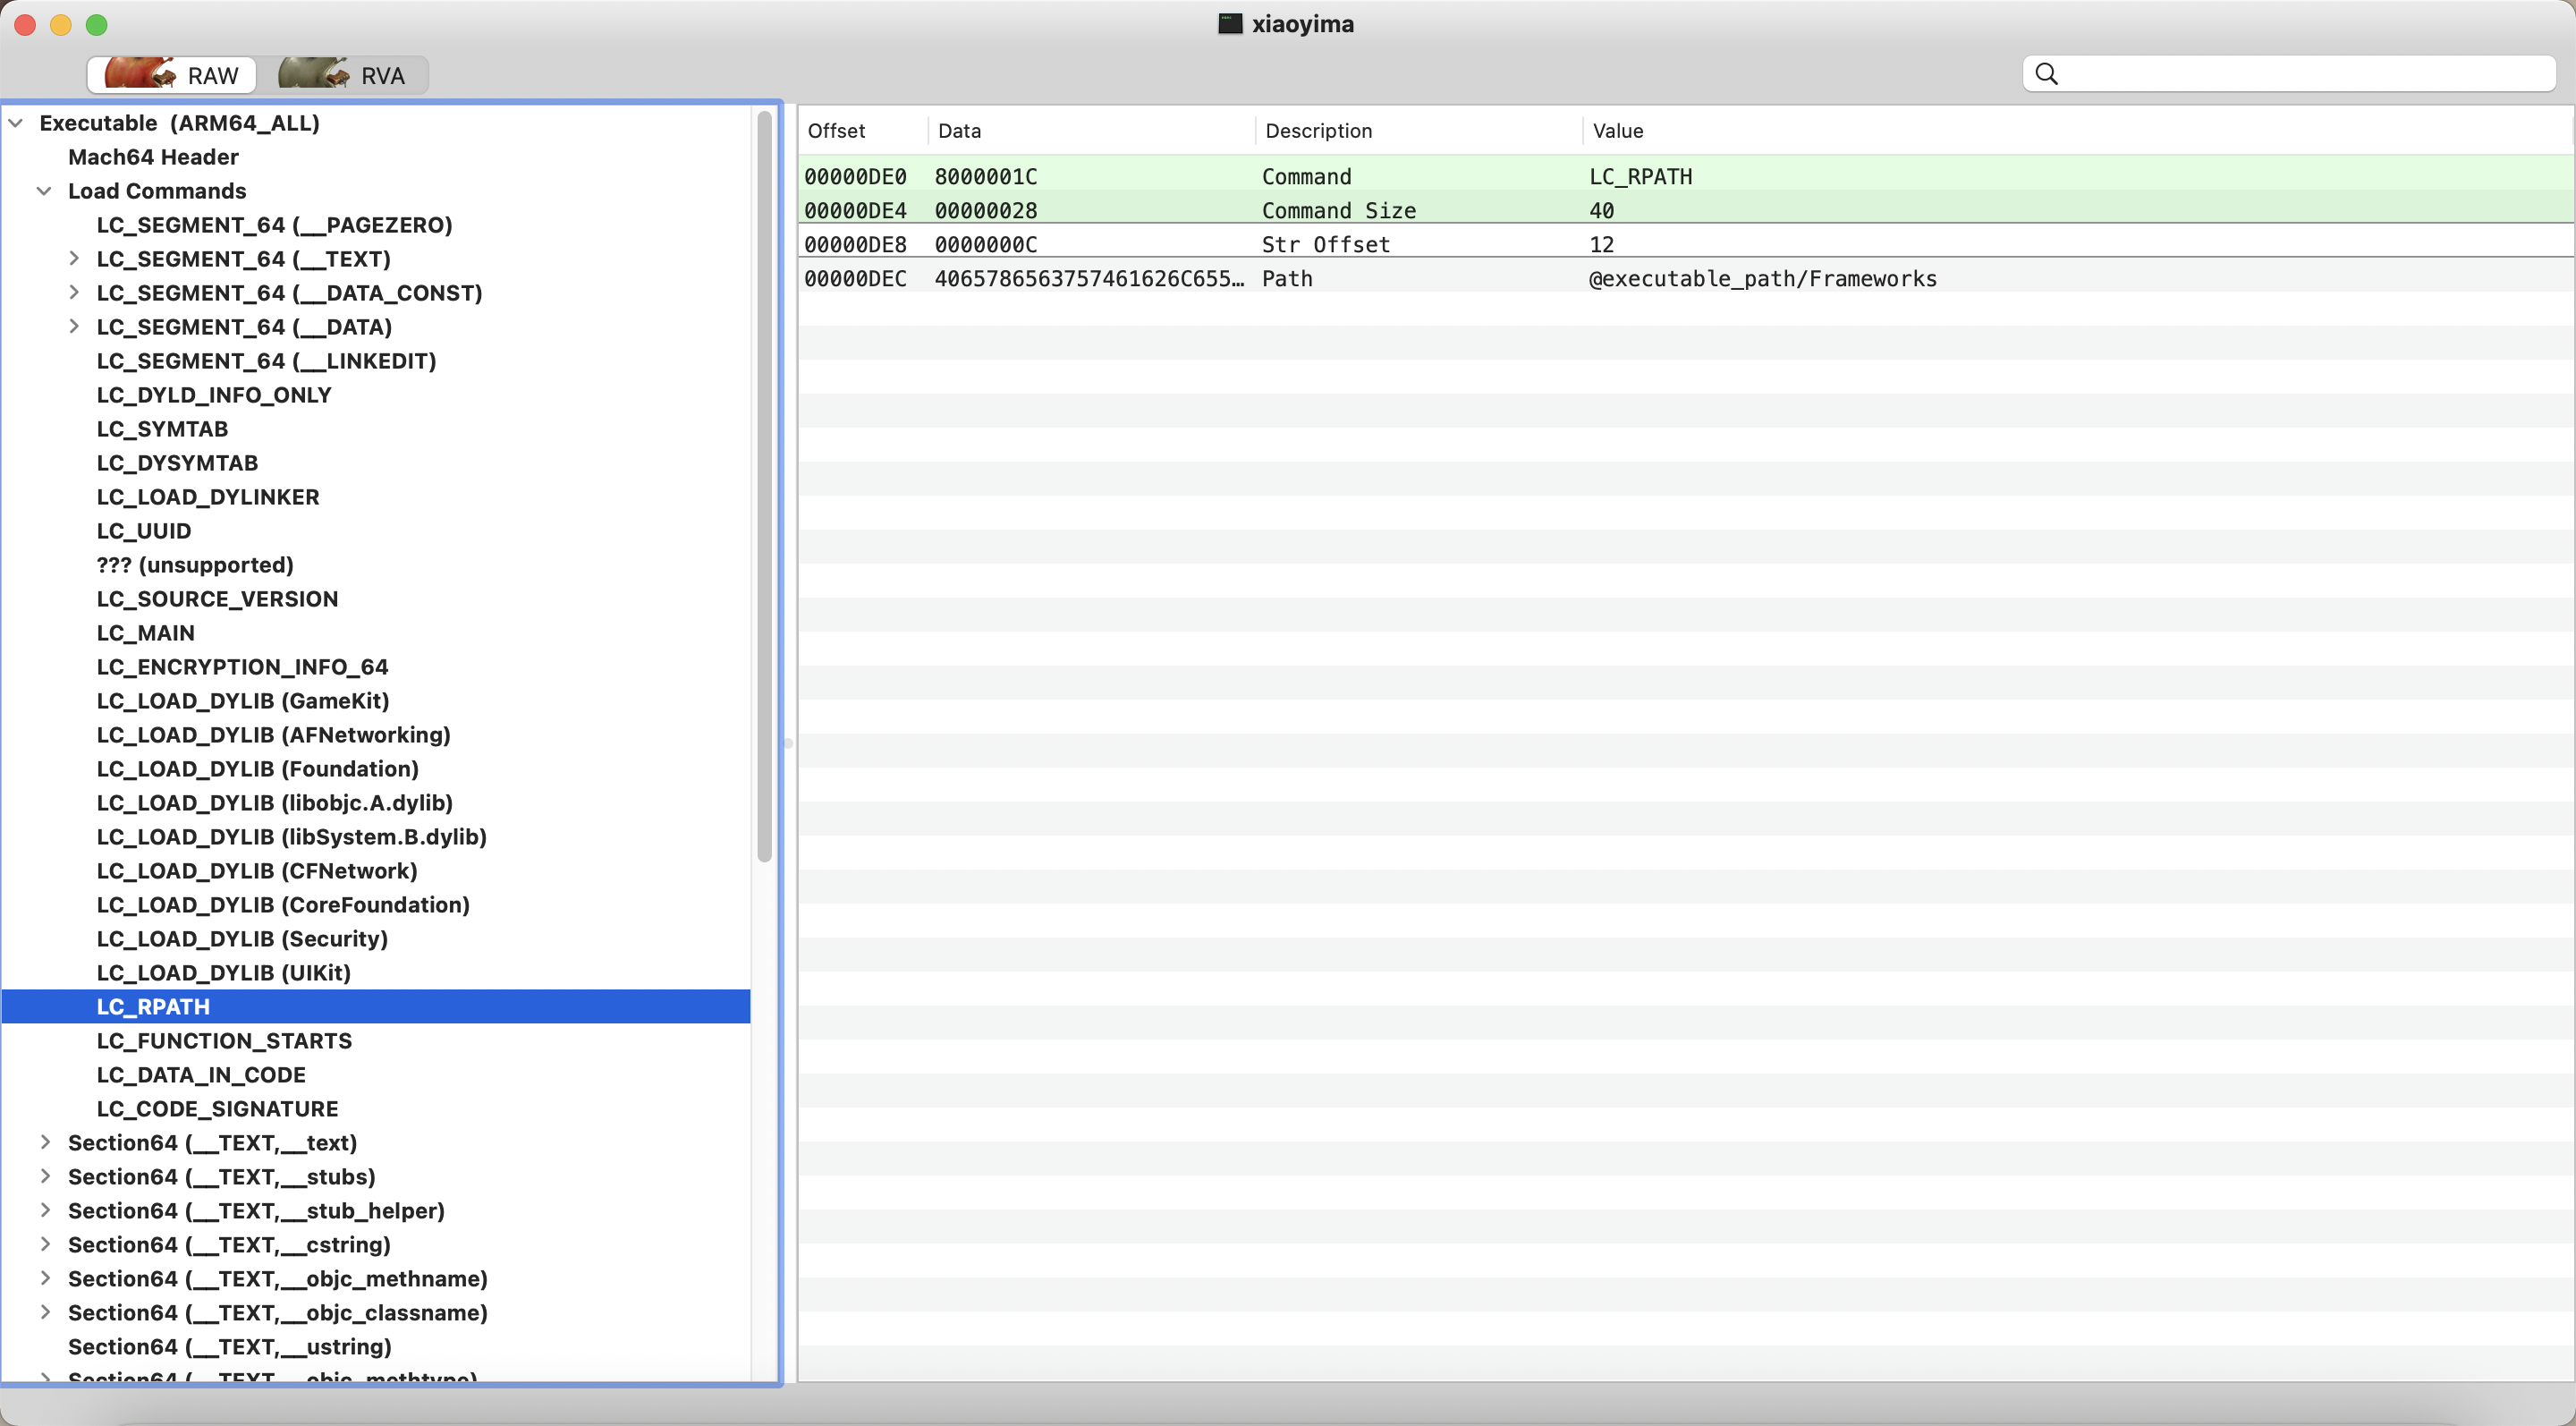 xiaoyima
RAW RVA
Executable (ARM64_ALL)
Mach64 Header
Load Commands
LC_SEGMENT_64 (__PAGEZERO)
LC_SEGMENT_64 (__TEXT)
LC_SEGMENT_64 (__DATA_CONST)
LC_SEGMENT_64 (__DATA)
LC_SEGMENT_64 (__LINKEDIT)
LC_DYLD_INFO_ONLY
LC_SYMTAB
LC_DYSYMTAB
LC_LOAD_DYLINKER
LC_UUID
??? (unsupported)
LC_SOURCE_VERSION
LC_MAIN
LC_ENCRYPTION_INFO_64
LC_LOAD_DYLIB (GameKit)
LC_LOAD_DYLIB (AFNetworking)
LC_LOAD_DYLIB (Foundation)
LC_LOAD_DYLIB (libobjc.A.dylib)
LC_LOAD_DYLIB (libSystem.B.dylib)
LC_LOAD_DYLIB (CFNetwork)
LC_LOAD_DYLIB (CoreFoundation)
LC_LOAD_DYLIB (Security)
LC_LOAD_DYLIB (UIKit)
LC_RPATH
LC_FUNCTION_STARTS
LC_DATA_IN_CODE
LC_CODE_SIGNATURE
Section64 (__TEXT,__text)
Section64 (__TEXT,__stubs)
Section64 (__TEXT,__stub_helper)
Section64 (__TEXT,__cstring)
Section64 (__TEXT,__objc_methname)
Section64 (__TEXT,__objc_classname)
Section64 (__TEXT,__ustring)
Section64 (__TEXT,__objc_methtype)
Offset Data Description Value
00000DE0 8000001C Command LC_RPATH
00000DE4 00000028 Command Size 40
00000DE8 0000000C Str Offset 12
00000DEC 4065786563757461626C655… Path @executable_path/Frameworks